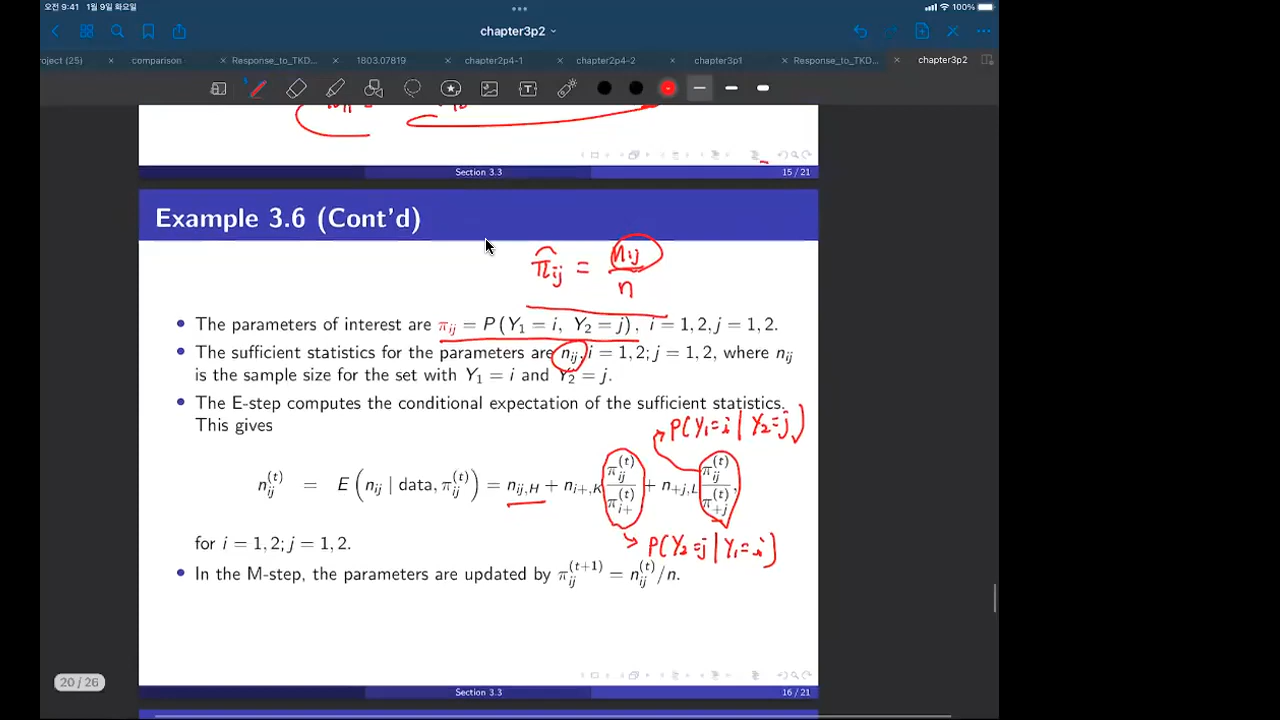 오전 9:41 1월 9일 화요일
100%
chapter3p2
roject (25)
comparison
Response_to_TKD...
1803.07819
chapter2p4-1
chapter2p4-2
chapter3p1
Response_to_TKD...
chapter3p2
Section 3.3
15 / 21
Example 3.6 (Cont'd)
π̂ij = nij / n
• The parameters of interest are πij = P(Y1 = i, Y2 = j), i = 1, 2, j = 1, 2.
• The sufficient statistics for the parameters are nij, i = 1, 2; j = 1, 2, where nij
is the sample size for the set with Y1 = i and Y2 = j.
• The E-step computes the conditional expectation of the sufficient statistics.
This gives
P(Y1=i | Y2=j)
nij^(t) = E(nij | data, πij^(t)) = nij,H + ni+,K πij^(t)/πi+^(t) + n+j,L πij^(t)/π+j^(t),
P(Y2=j | Y1=i)
for i = 1, 2; j = 1, 2.
• In the M-step, the parameters are updated by πij^(t+1) = nij^(t)/n.
20 / 26
Section 3.3
16 / 21